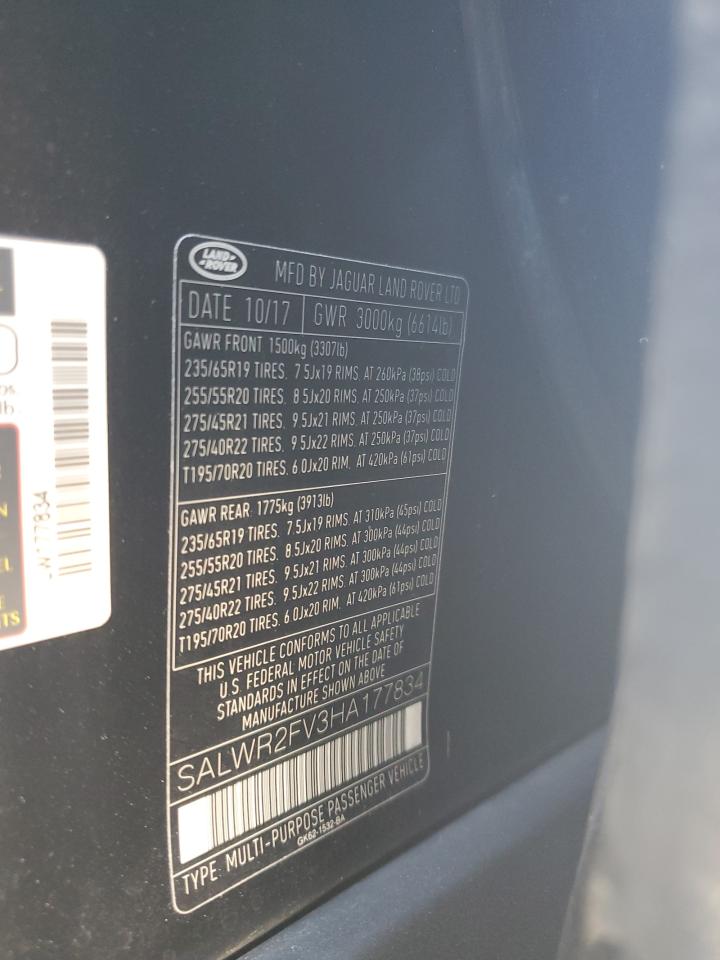 LAND ROVER
MFD BY JAGUAR LAND ROVER LTD
DATE 10/17 GWR 3000kg (6614lb)
GAWR FRONT 1500kg (3307lb)
235/65R19 TIRES. 7.5Jx19 RIMS. AT 260kPa (38psi) COLD
255/55R20 TIRES. 8.5Jx20 RIMS. AT 250kPa (37psi) COLD
275/45R21 TIRES. 9.5Jx21 RIMS. AT 250kPa (37psi) COLD
275/40R22 TIRES. 9.5Jx22 RIMS. AT 250kPa (37psi) COLD
T195/70R20 TIRES. 6.0Jx20 RIM. AT 420kPa (61psi) COLD
GAWR REAR 1775kg (3913lb)
235/65R19 TIRES. 7.5Jx19 RIMS. AT 310kPa (45psi) COLD
255/55R20 TIRES. 8.5Jx20 RIMS. AT 300kPa (44psi) COLD
275/45R21 TIRES. 9.5Jx21 RIMS. AT 300kPa (44psi) COLD
275/40R22 TIRES. 9.5Jx22 RIMS. AT 300kPa (44psi) COLD
T195/70R20 TIRES. 6.0Jx20 RIM. AT 420kPa (61psi) COLD
THIS VEHICLE CONFORMS TO ALL APPLICABLE
U.S. FEDERAL MOTOR VEHICLE SAFETY
STANDARDS IN EFFECT ON THE DATE OF
MANUFACTURE SHOWN ABOVE
SALWR2FV3HA177834
TYPE: MULTI-PURPOSE PASSENGER VEHICLE
GK62-1532-BA
lb.